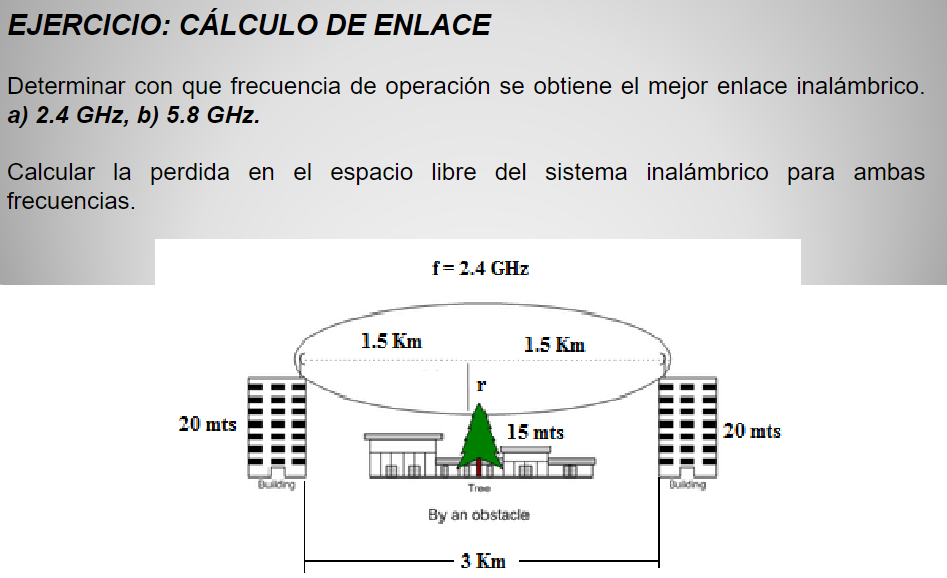 EJERCICIO: CÁLCULO DE ENLACE
Determinar con que frecuencia de operación se obtiene el mejor enlace inalámbrico.
a) 2.4 GHz, b) 5.8 GHz.
Calcular la perdida en el espacio libre del sistema inalámbrico para ambas
frecuencias.
f = 2.4 GHz
1.5 Km 1.5 Km
r
20 mts 15 mts 20 mts
Building Tree Building
By an obstacle
3 Km